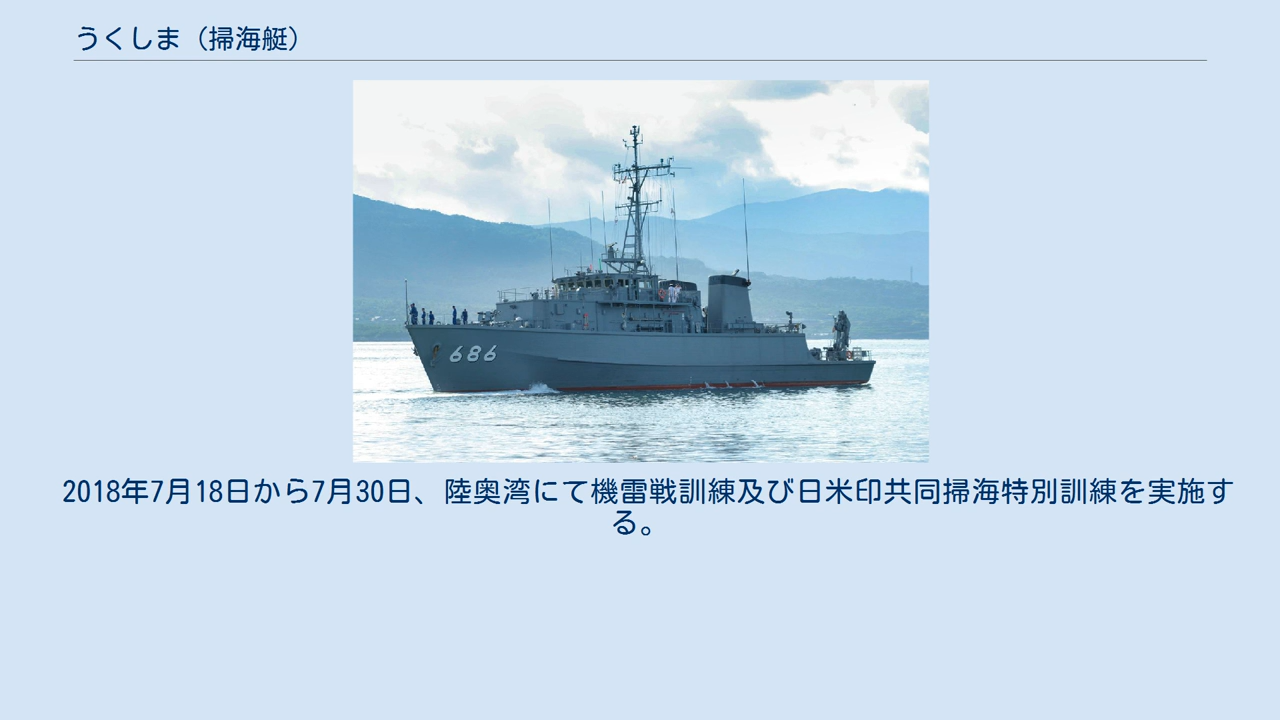 うくしま（掃海艇）
686
2018年7月18日から7月30日、陸奥湾にて機雷戦訓練及び日米印共同掃海特別訓練を実施す
る。